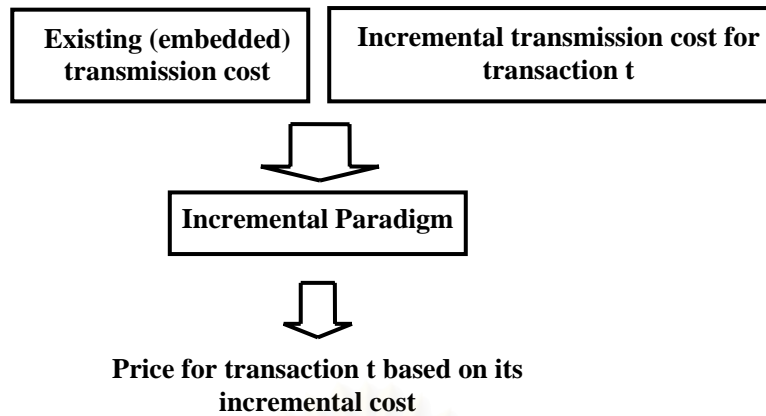 Existing (embedded)
transmission cost
Incremental transmission cost for
transaction t
Incremental Paradigm
Price for transaction t based on its
incremental cost